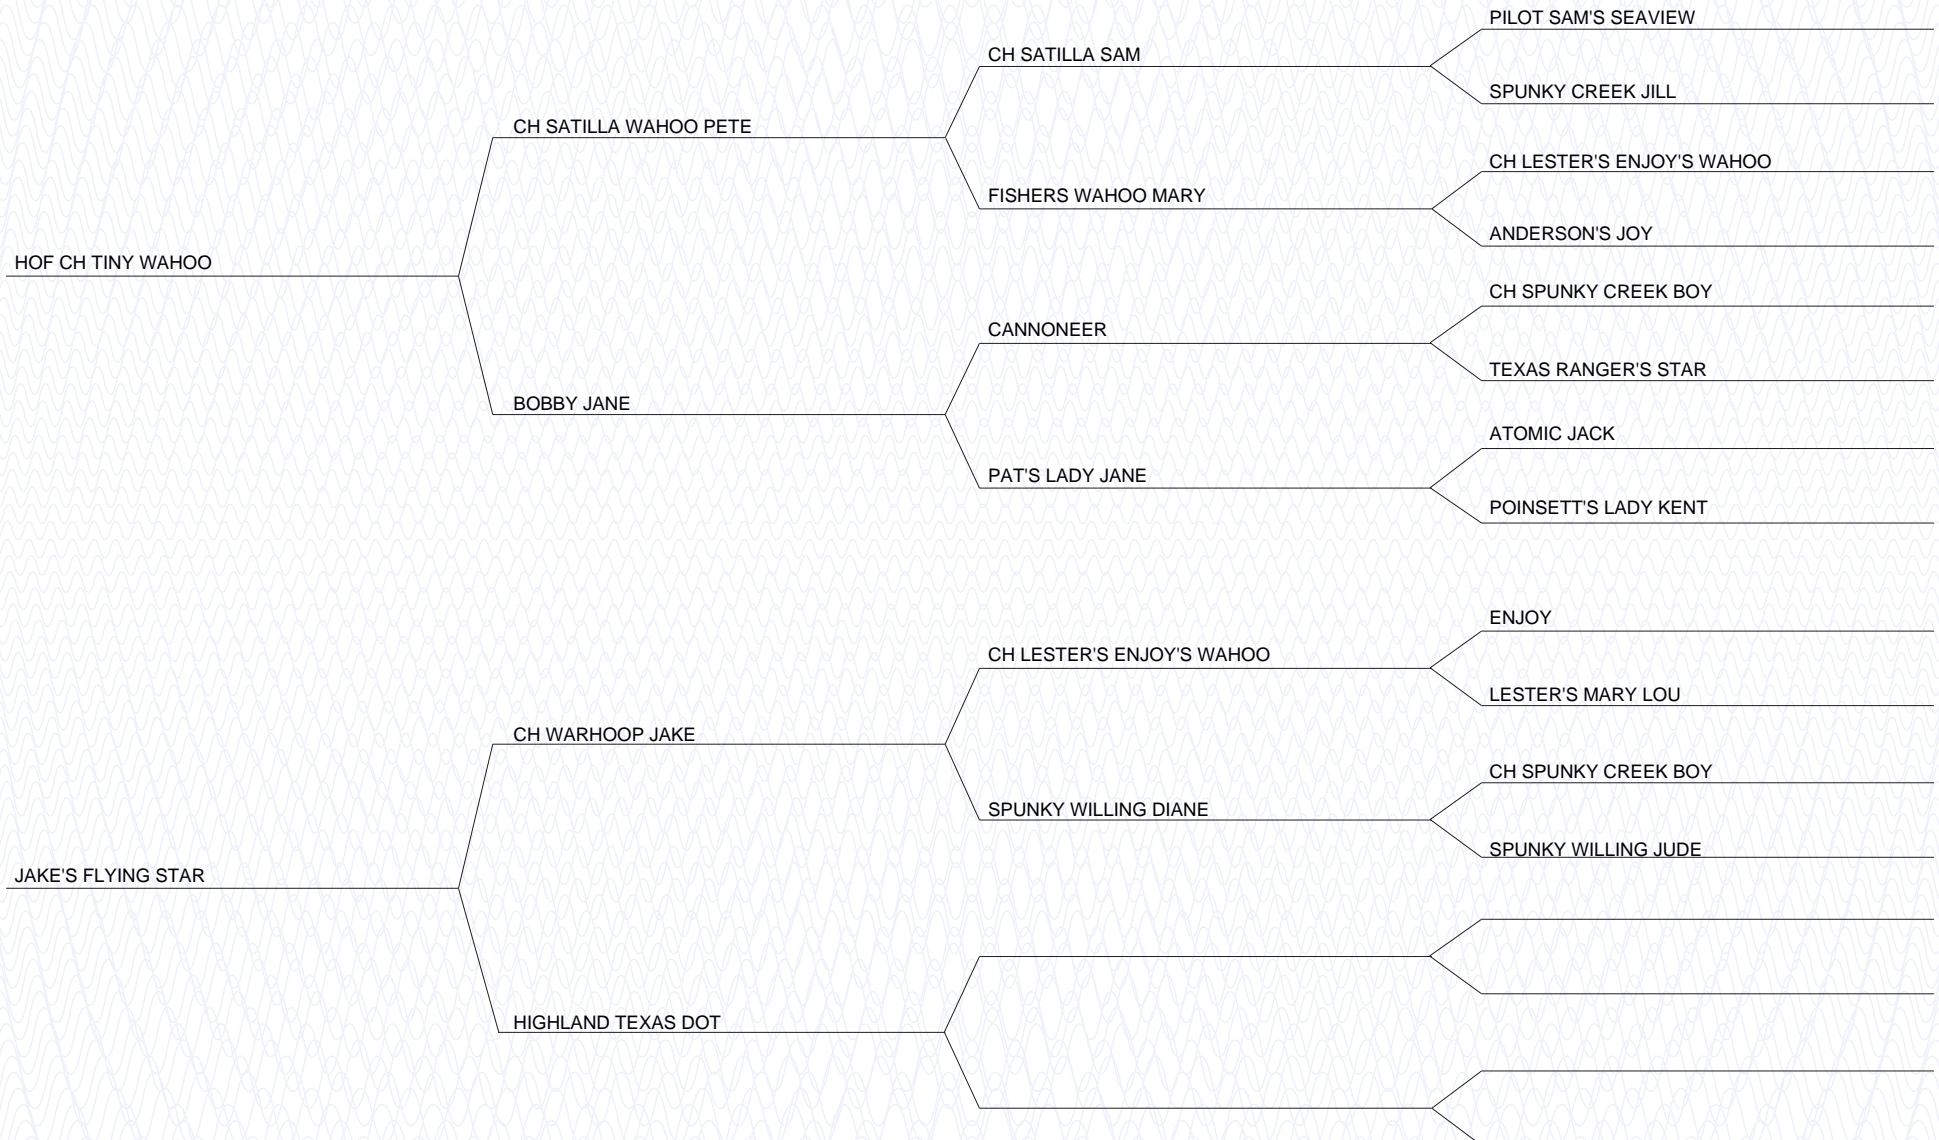 PILOT SAM'S SEAVIEW
CH SATILLA SAM
SPUNKY CREEK JILL
CH SATILLA WAHOO PETE
CH LESTER'S ENJOY'S WAHOO
FISHERS WAHOO MARY
ANDERSON'S JOY
HOF CH TINY WAHOO
CH SPUNKY CREEK BOY
CANNONEER
TEXAS RANGER'S STAR
BOBBY JANE
ATOMIC JACK
PAT'S LADY JANE
POINSETT'S LADY KENT
ENJOY
CH LESTER'S ENJOY'S WAHOO
LESTER'S MARY LOU
CH WARHOOP JAKE
CH SPUNKY CREEK BOY
SPUNKY WILLING DIANE
SPUNKY WILLING JUDE
JAKE'S FLYING STAR
HIGHLAND TEXAS DOT